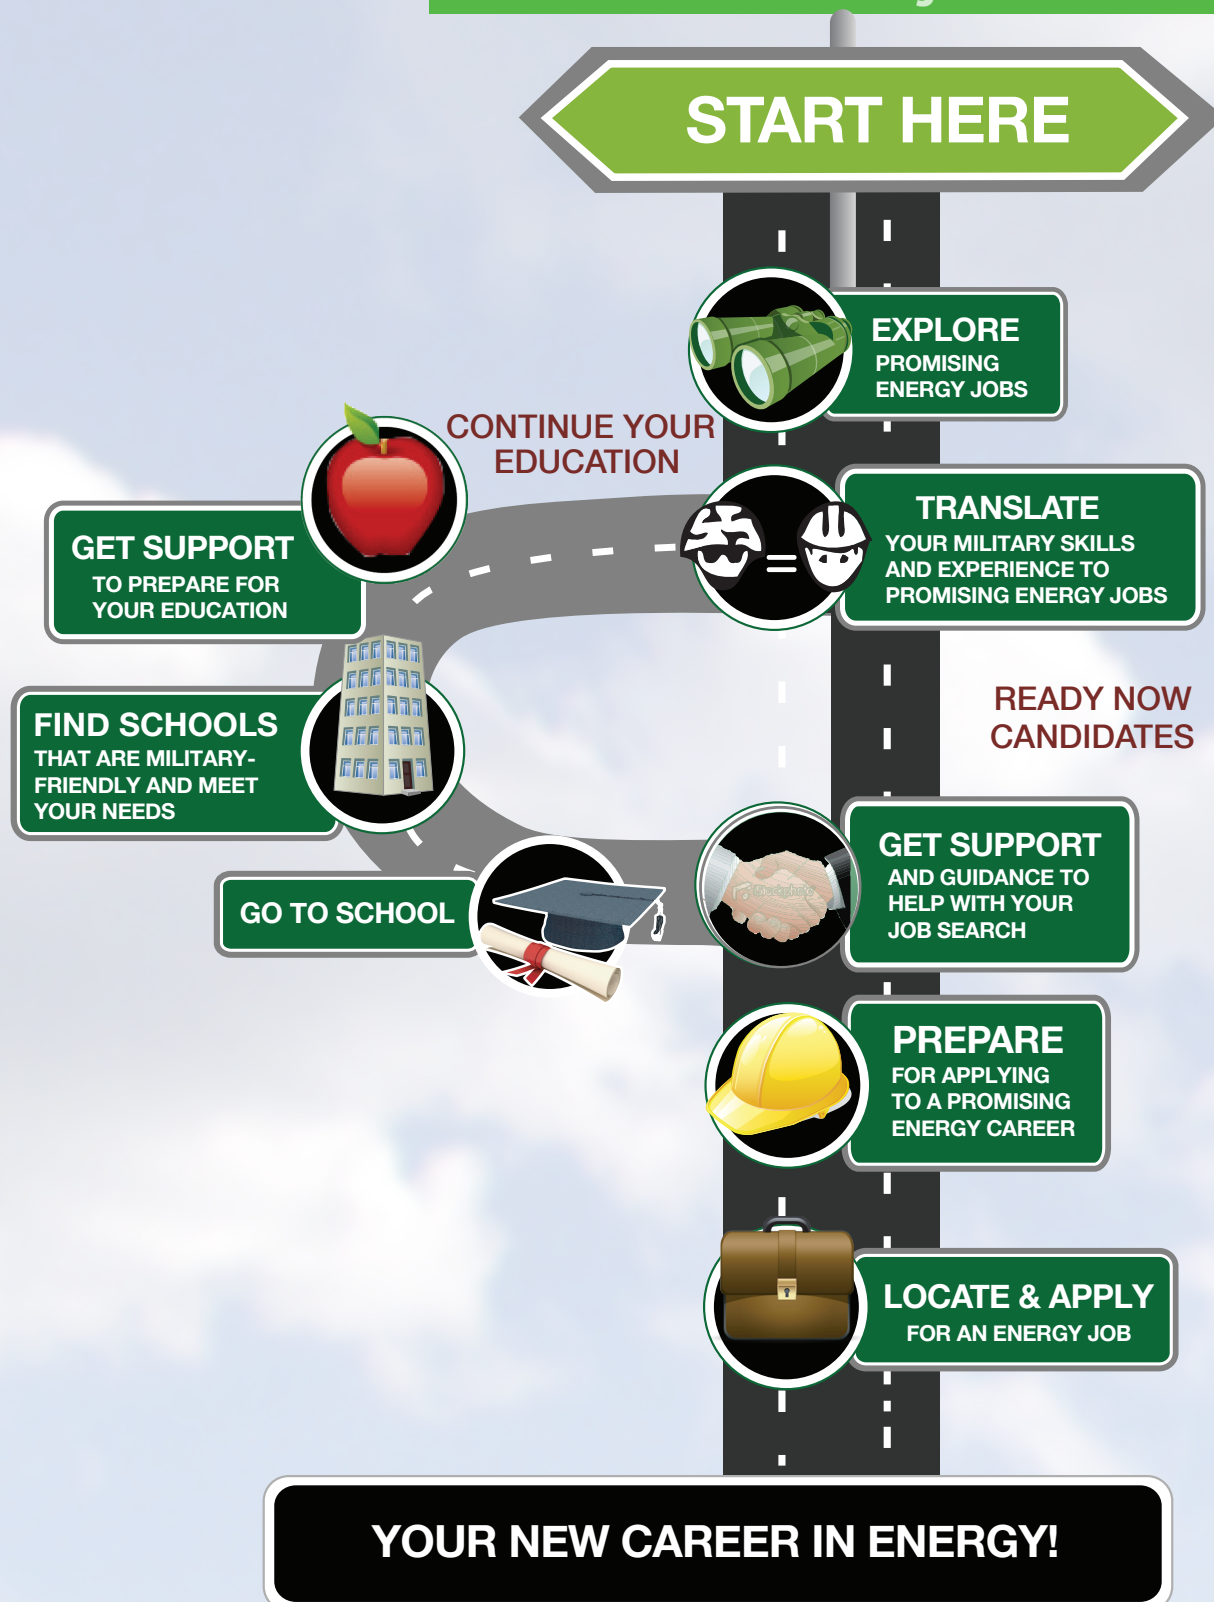 START HERE
EXPLORE
PROMISING
ENERGY JOBS
CONTINUE YOUR
EDUCATION
TRANSLATE
YOUR MILITARY SKILLS
AND EXPERIENCE TO
PROMISING ENERGY JOBS
GET SUPPORT
TO PREPARE FOR
YOUR EDUCATION
READY NOW
CANDIDATES
FIND SCHOOLS
THAT ARE MILITARY-
FRIENDLY AND MEET
YOUR NEEDS
GO TO SCHOOL
GET SUPPORT
AND GUIDANCE TO
HELP WITH YOUR
JOB SEARCH
PREPARE
FOR APPLYING
TO A PROMISING
ENERGY CAREER
LOCATE & APPLY
FOR AN ENERGY JOB
YOUR NEW CAREER IN ENERGY!